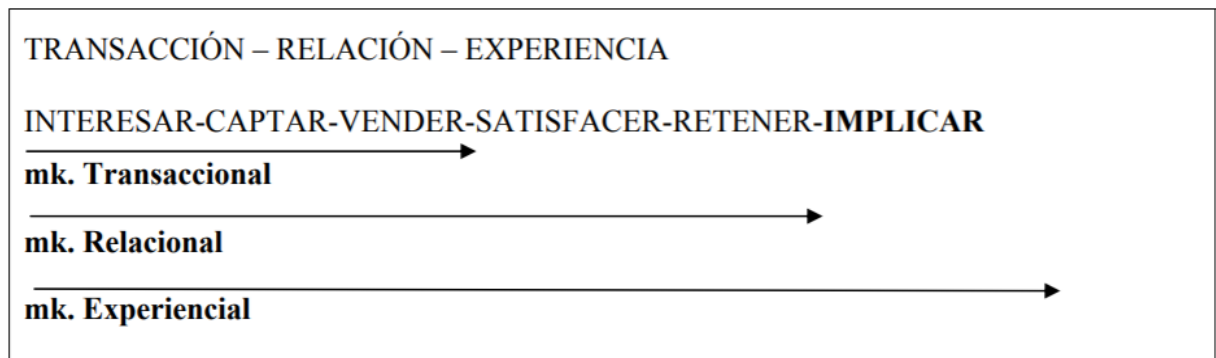 TRANSACCIÓN – RELACIÓN – EXPERIENCIA
INTERESAR-CAPTAR-VENDER-SATISFACER-RETENER-IMPLICAR
mk. Transaccional
mk. Relacional
mk. Experiencial